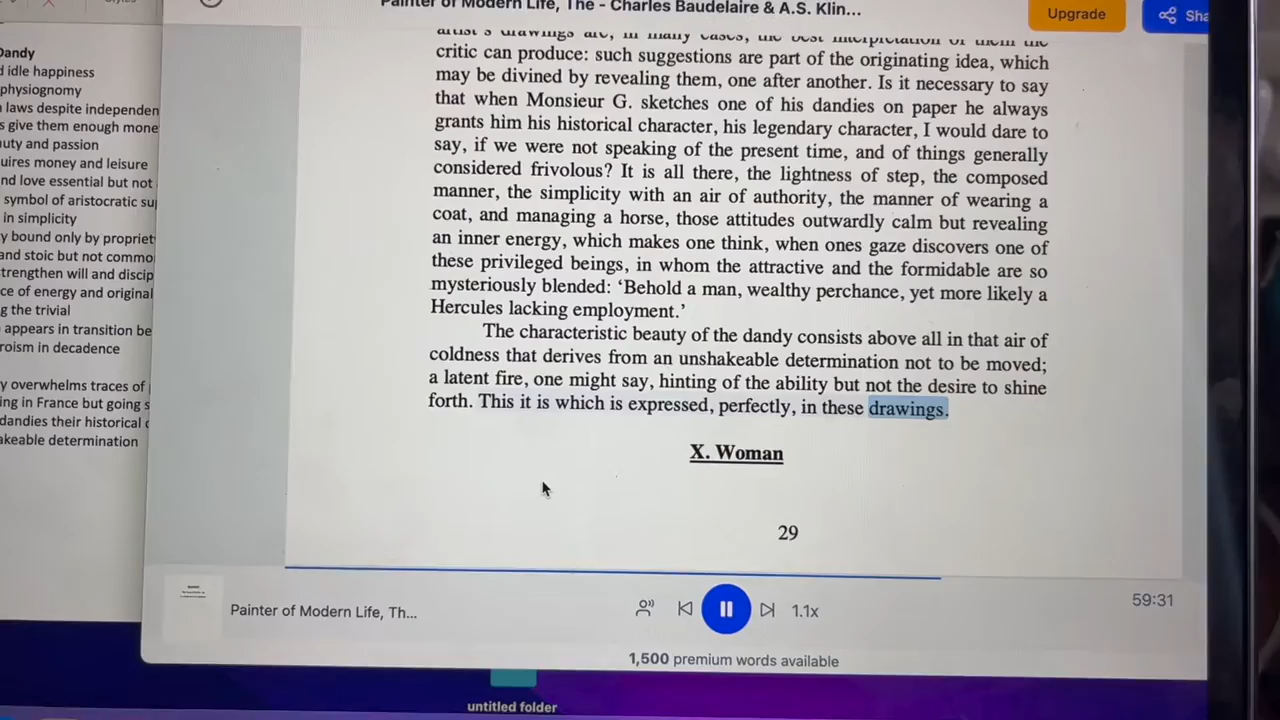 Painter of Modern Life, The - Charles Baudelaire & A.S. Klin...
Upgrade
Sha
Dandy
d idle happiness
physiognomy
laws despite independen
s give them enough mone
uty and passion
uires money and leisure
nd love essential but not
symbol of aristocratic su
in simplicity
y bound only by propriet
and stoic but not commo
trengthen will and discip
ce of energy and original
g the trivial
appears in transition be
roism in decadence
y overwhelms traces of
ing in France but going s
dandies their historical c
akeable determination
artist's drawings are, in many cases, the best interpretation of them the
critic can produce: such suggestions are part of the originating idea, which
may be divined by revealing them, one after another. Is it necessary to say
that when Monsieur G. sketches one of his dandies on paper he always
grants him his historical character, his legendary character, I would dare to
say, if we were not speaking of the present time, and of things generally
considered frivolous? It is all there, the lightness of step, the composed
manner, the simplicity with an air of authority, the manner of wearing a
coat, and managing a horse, those attitudes outwardly calm but revealing
an inner energy, which makes one think, when ones gaze discovers one of
these privileged beings, in whom the attractive and the formidable are so
mysteriously blended: ‘Behold a man, wealthy perchance, yet more likely a
Hercules lacking employment.’
The characteristic beauty of the dandy consists above all in that air of
coldness that derives from an unshakeable determination not to be moved;
a latent fire, one might say, hinting of the ability but not the desire to shine
forth. This it is which is expressed, perfectly, in these drawings.
X. Woman
29
Painter of Modern Life, Th...
1.1x
59:31
1,500 premium words available
untitled folder